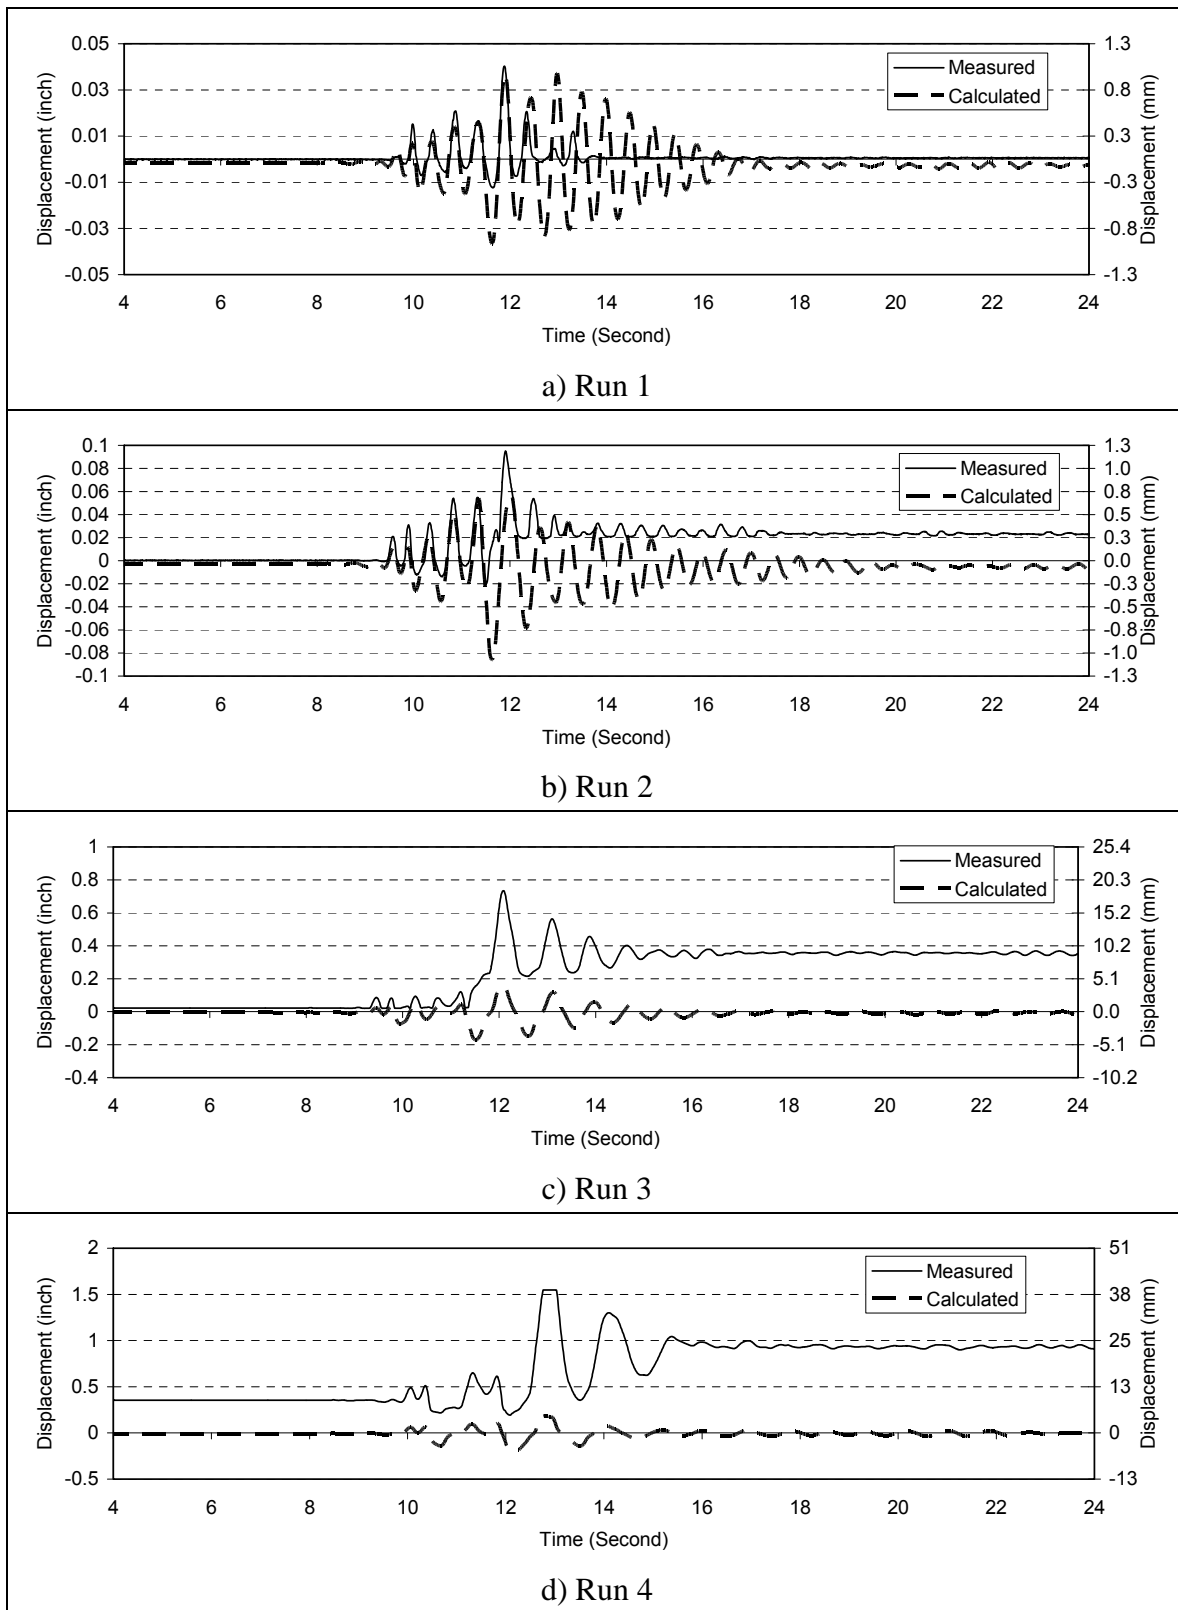 0.05
0.03
0.01
-0.01
-0.03
-0.05
Displacement (inch)
1.3
0.8
0.3
-0.3
-0.8
-1.3
Displacement (mm)
Measured
Calculated
4 6 8 10 12 14 16 18 20 22 24
Time (Second)
a) Run 1
0.1
0.08
0.06
0.04
0.02
0
-0.02
-0.04
-0.06
-0.08
-0.1
Displacement (inch)
1.3
1.0
0.8
0.5
0.3
0.0
-0.3
-0.5
-0.8
-1.0
-1.3
Displacement (mm)
Measured
Calculated
4 6 8 10 12 14 16 18 20 22 24
Time (Second)
b) Run 2
1
0.8
0.6
0.4
0.2
0
-0.2
-0.4
Displacement (inch)
25.4
20.3
15.2
10.2
5.1
0.0
-5.1
-10.2
Displacement (mm)
Measured
Calculated
4 6 8 10 12 14 16 18 20 22 24
Time (Second)
c) Run 3
2
1.5
1
0.5
0
-0.5
Displacement (inch)
51
38
25
13
0
-13
Displacement (mm)
Measured
Calculated
4 6 8 10 12 14 16 18 20 22 24
Time (Second)
d) Run 4